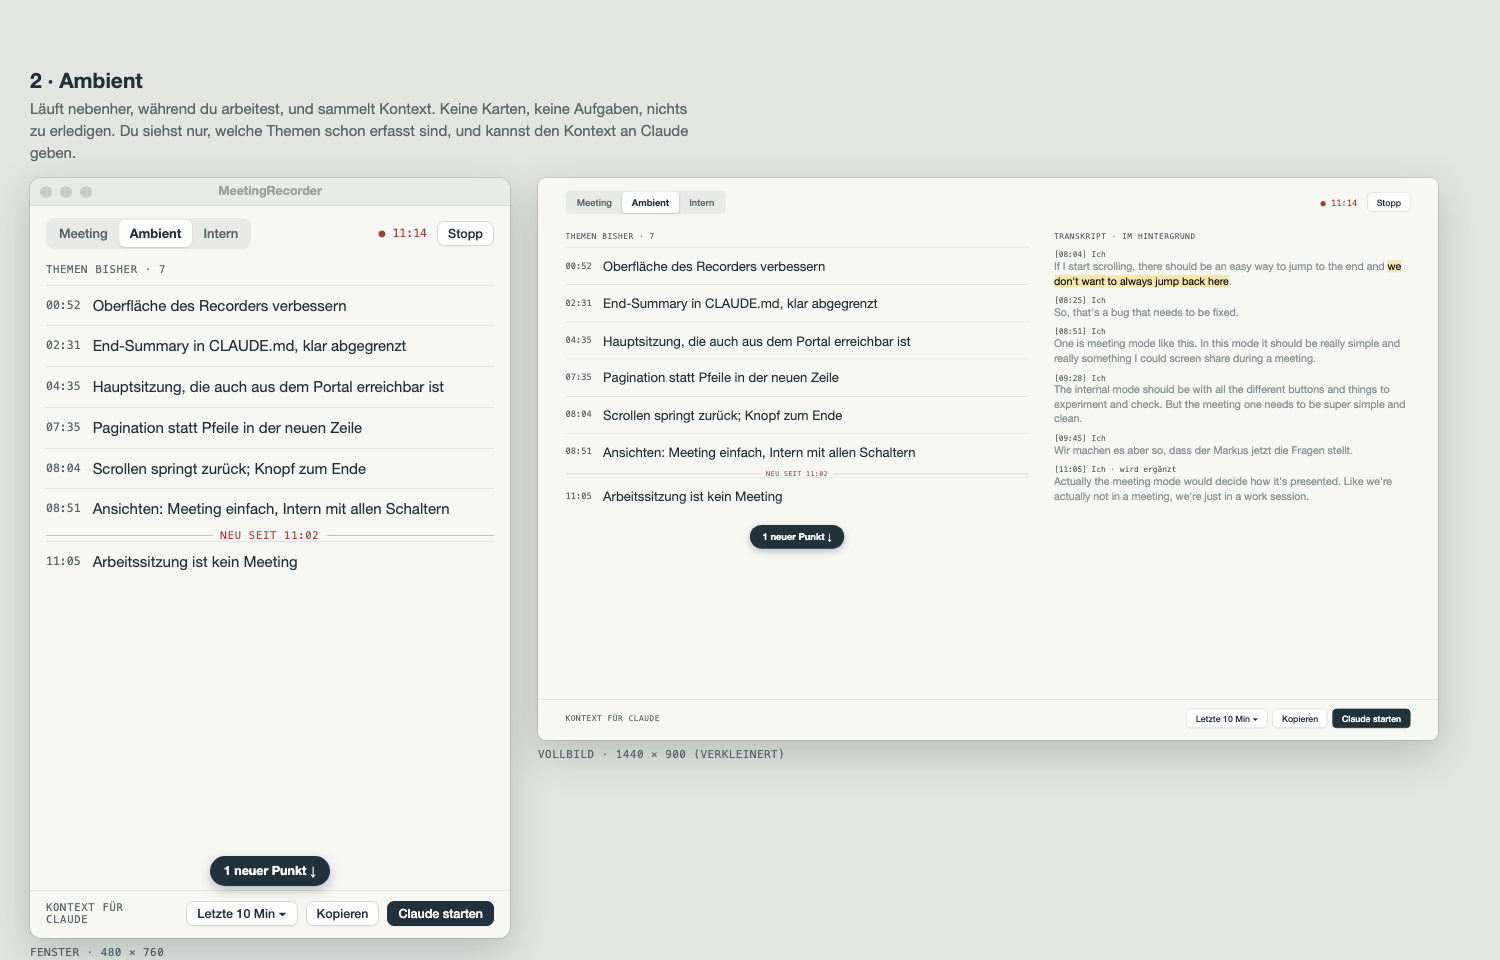 2 · Ambient
Läuft nebenher, während du arbeitest, und sammelt Kontext. Keine Karten, keine Aufgaben, nichts
zu erledigen. Du siehst nur, welche Themen schon erfasst sind, und kannst den Kontext an Claude
geben.
MeetingRecorder
Meeting Ambient Intern ● 11:14 Stopp
THEMEN BISHER · 7
00:52 Oberfläche des Recorders verbessern
02:31 End-Summary in CLAUDE.md, klar abgegrenzt
04:35 Hauptsitzung, die auch aus dem Portal erreichbar ist
07:35 Pagination statt Pfeile in der neuen Zeile
08:04 Scrollen springt zurück; Knopf zum Ende
08:51 Ansichten: Meeting einfach, Intern mit allen Schaltern
NEU SEIT 11:02
11:05 Arbeitssitzung ist kein Meeting
1 neuer Punkt ↓
KONTEXT FÜR
CLAUDE
Letzte 10 Min ▾ Kopieren Claude starten
FENSTER · 480 × 760
Meeting Ambient Intern ● 11:14 Stopp
THEMEN BISHER · 7
00:52 Oberfläche des Recorders verbessern
02:31 End-Summary in CLAUDE.md, klar abgegrenzt
04:35 Hauptsitzung, die auch aus dem Portal erreichbar ist
07:35 Pagination statt Pfeile in der neuen Zeile
08:04 Scrollen springt zurück; Knopf zum Ende
08:51 Ansichten: Meeting einfach, Intern mit allen Schaltern
NEU SEIT 11:02
11:05 Arbeitssitzung ist kein Meeting
1 neuer Punkt ↓
TRANSKRIPT · IM HINTERGRUND
[08:04] Ich
If I start scrolling, there should be an easy way to jump to the end and we
don't want to always jump back here.
[08:25] Ich
So, that's a bug that needs to be fixed.
[08:51] Ich
One is meeting mode like this. In this mode it should be really simple and
really something I could screen share during a meeting.
[09:28] Ich
The internal mode should be with all the different buttons and things to
experiment and check. But the meeting one needs to be super simple and
clean.
[09:45] Ich
Wir machen es aber so, dass der Markus jetzt die Fragen stellt.
[11:05] Ich · wird ergänzt
Actually the meeting mode would decide how it's presented. Like we're
actually not in a meeting, we're just in a work session.
KONTEXT FÜR CLAUDE
Letzte 10 Min ▾ Kopieren Claude starten
VOLLBILD · 1440 × 900 (VERKLEINERT)